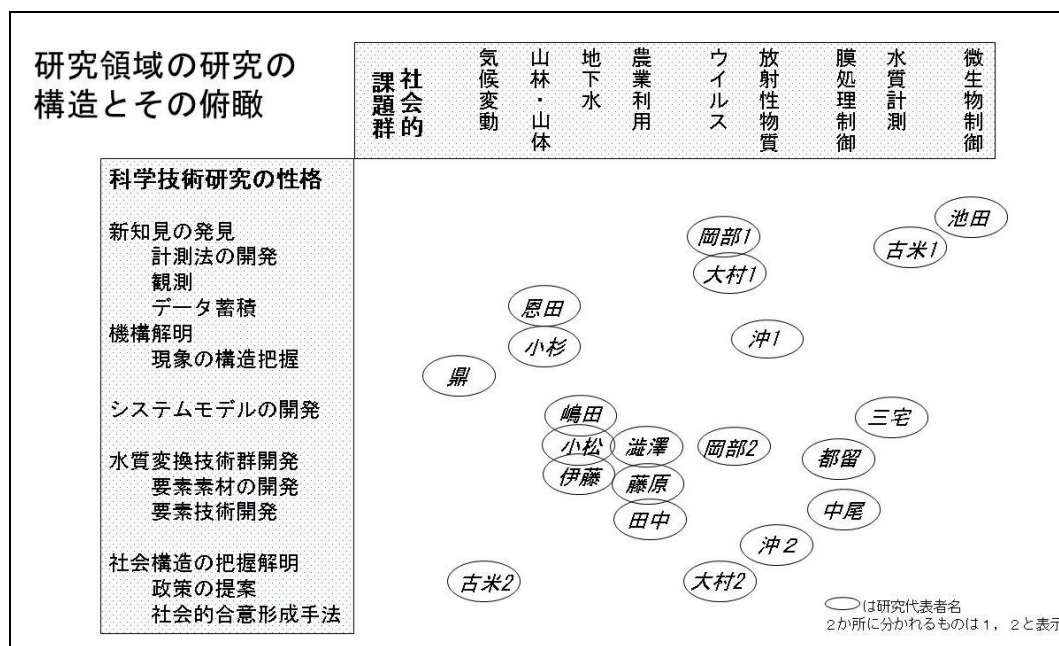 研究領域の研究の
構造とその俯瞰
社会的
課題群
気候変動
山林・山体
地下水
農業利用
ウイルス
放射性物質
膜処理制御
水質計測
微生物制御
科学技術研究の性格
新知見の発見
計測法の開発
観測
データ蓄積
機構解明
現象の構造把握
システムモデルの開発
水質変換技術群開発
要素素材の開発
要素技術開発
社会構造の把握解明
政策の提案
社会的合意形成手法
池田
岡部1
古米1
大村1
恩田
小杉
沖1
鼎
嶋田
三宅
小松
澁澤
岡部2
都留
伊藤
藤原
田中
中尾
沖2
古米2
大村2
は研究代表者名
2か所に分かれるものは1，2と表示